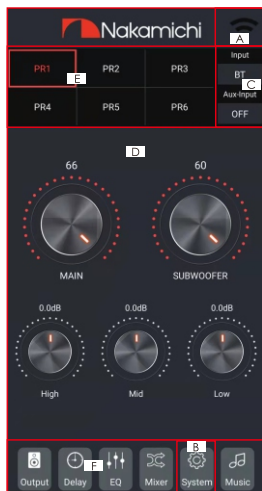 Nakamichi
A
Input
PR1 PR2 PR3
E
BT
C
Aux-Input
PR4 PR5 PR6
OFF
D
66 60
MAIN SUBWOOFER
0.0dB 0.0dB 0.0dB
High Mid Low
B
F
Output Delay EQ Mixer System Music